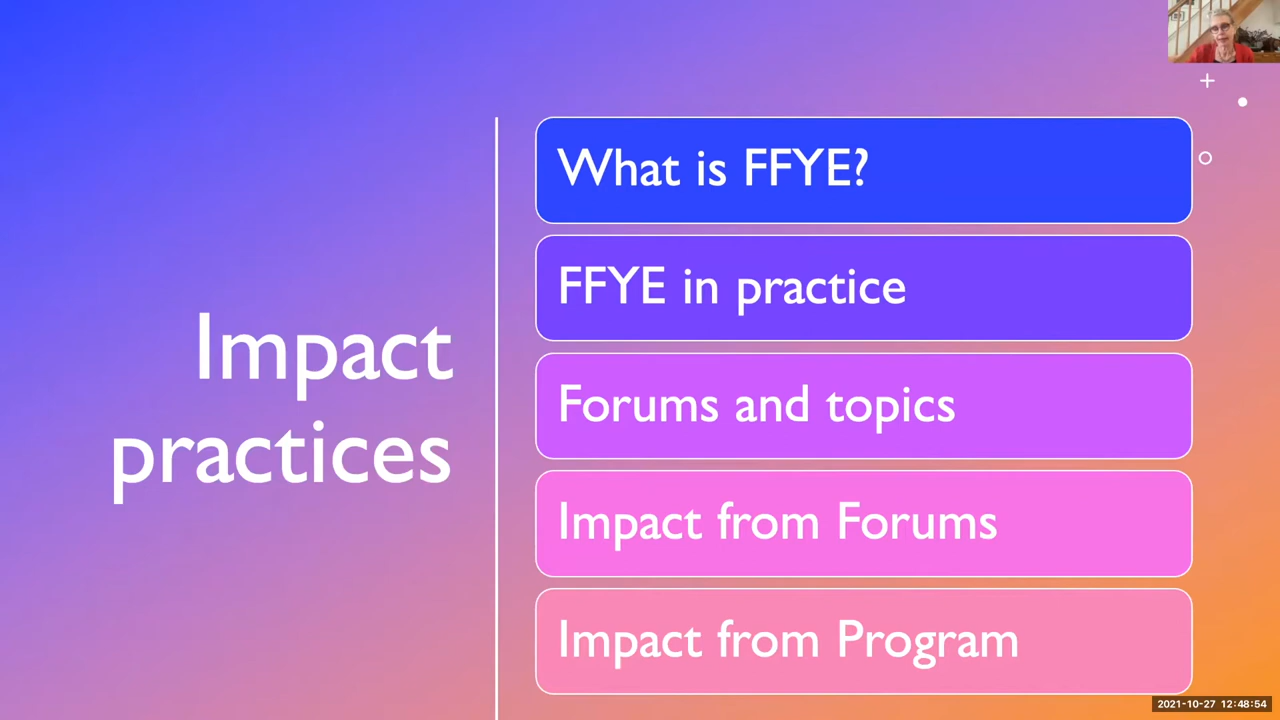 Impact
practices
What is FFYE?
FFYE in practice
Forums and topics
Impact from Forums
Impact from Program
2021-10-27 12:48:54